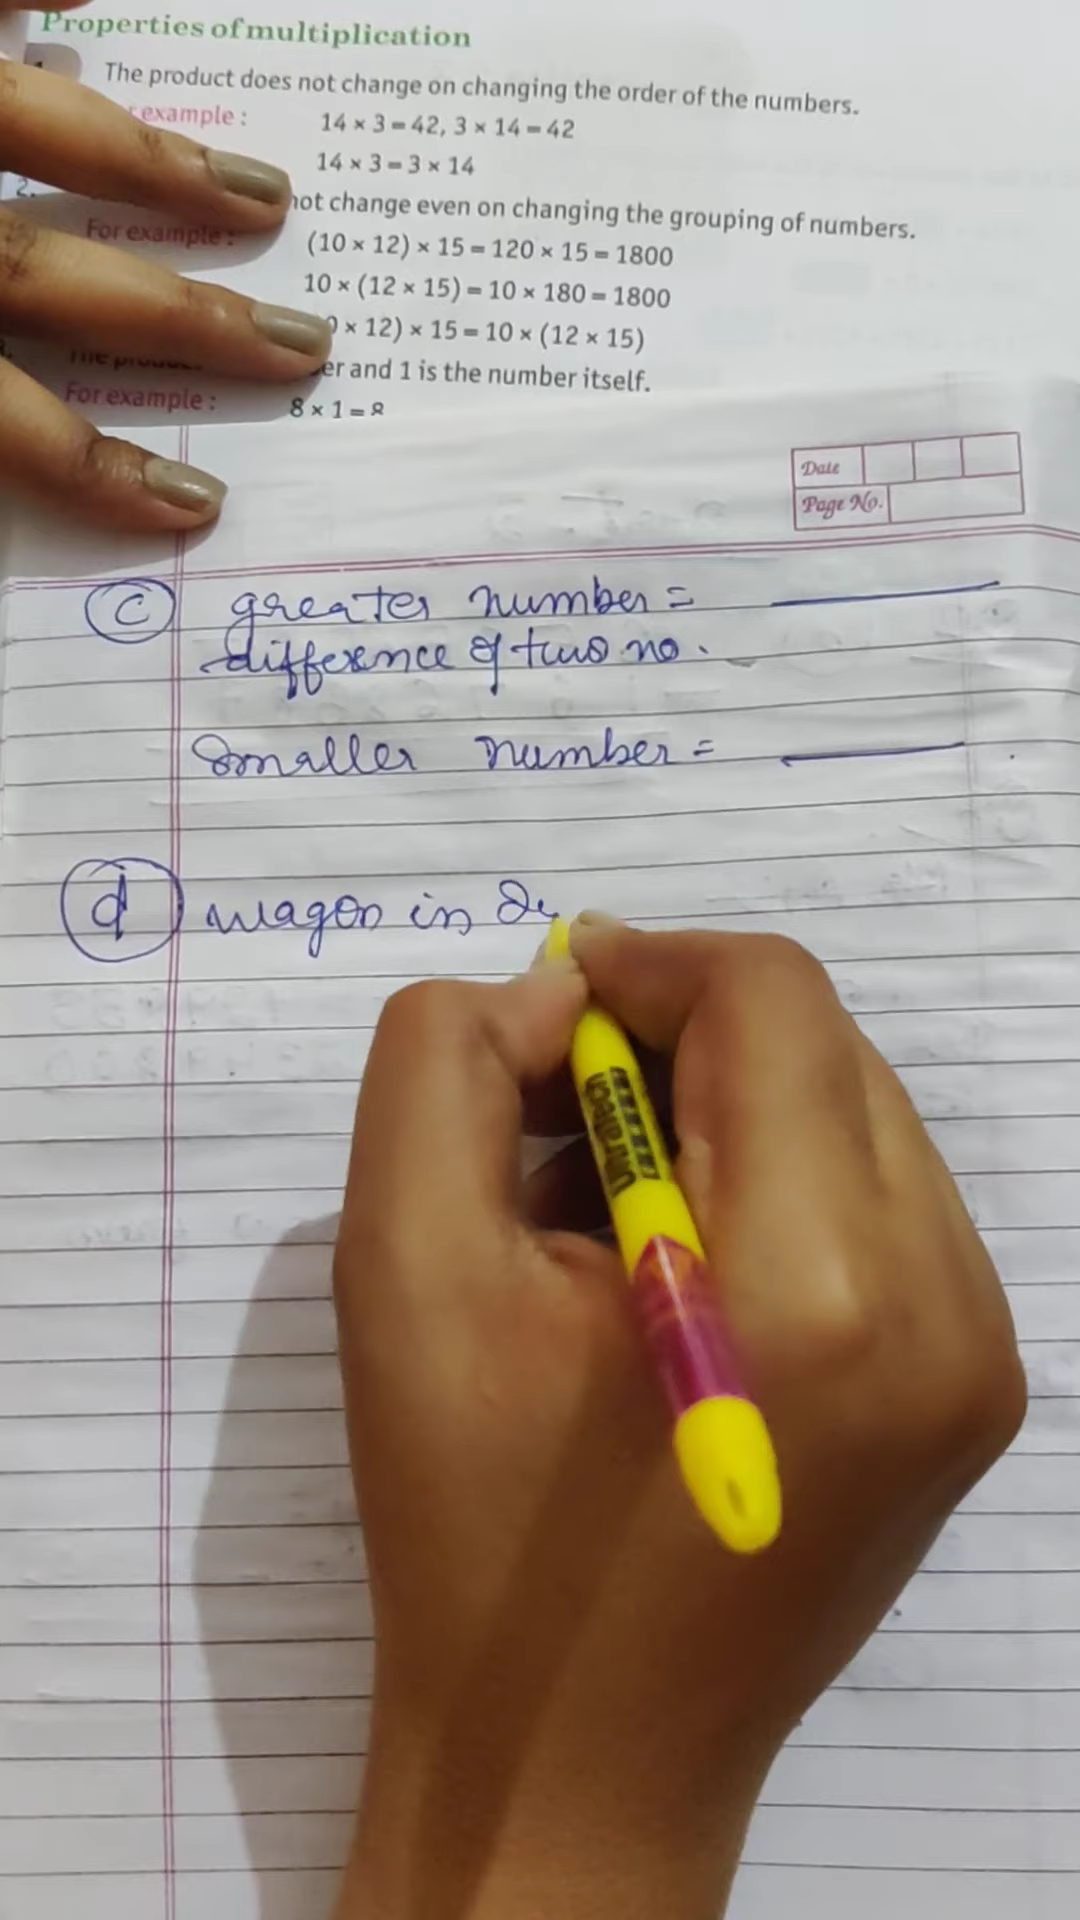 Properties of multiplication
The product does not change on changing the order of the numbers.
example :
14 × 3 = 42, 3 × 14 = 42
14 × 3 = 3 × 14
2.
not change even on changing the grouping of numbers.
For example :
(10 × 12) × 15 = 120 × 15 = 1800
10 × (12 × 15) = 10 × 180 = 1800
× 12) × 15 = 10 × (12 × 15)
The and 1 is the number itself.
For example : 8 × 1 = 8
Date
Page No.
c greater number =
difference of two no.
smaller number =
d wagon in
unomax